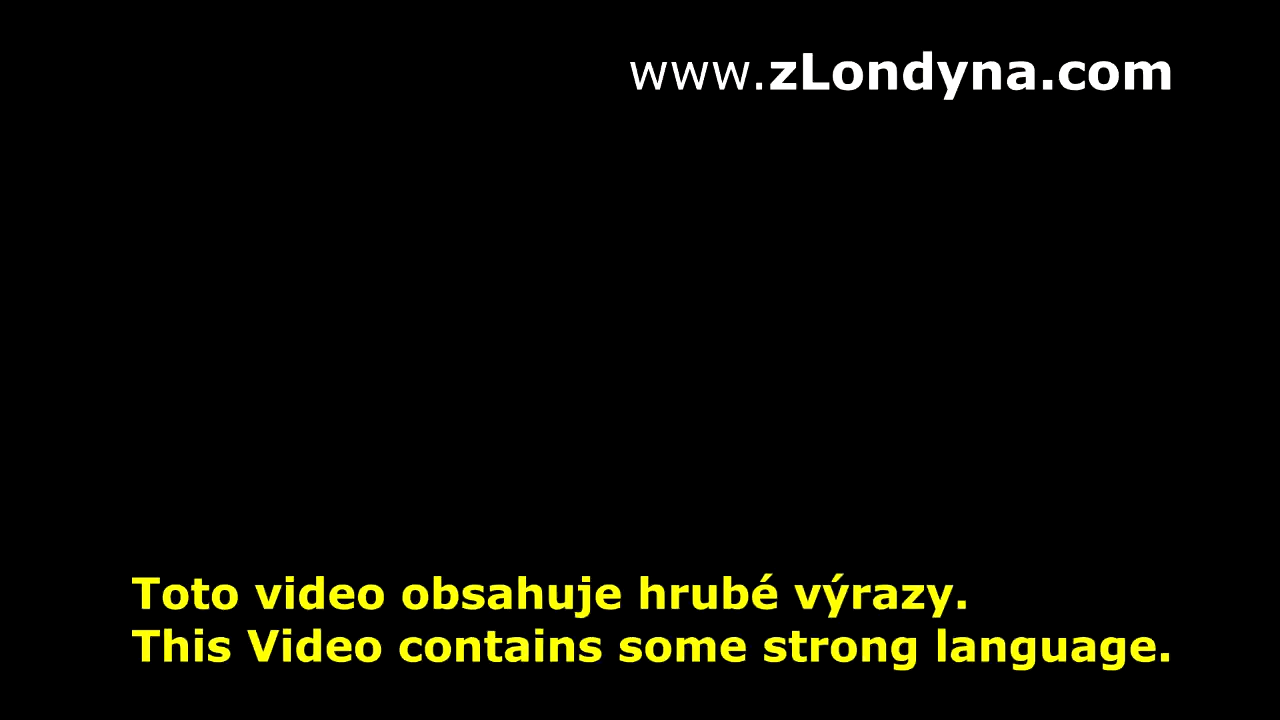 www.zLondyna.com
Toto video obsahuje hrubé výrazy.
This Video contains some strong language.